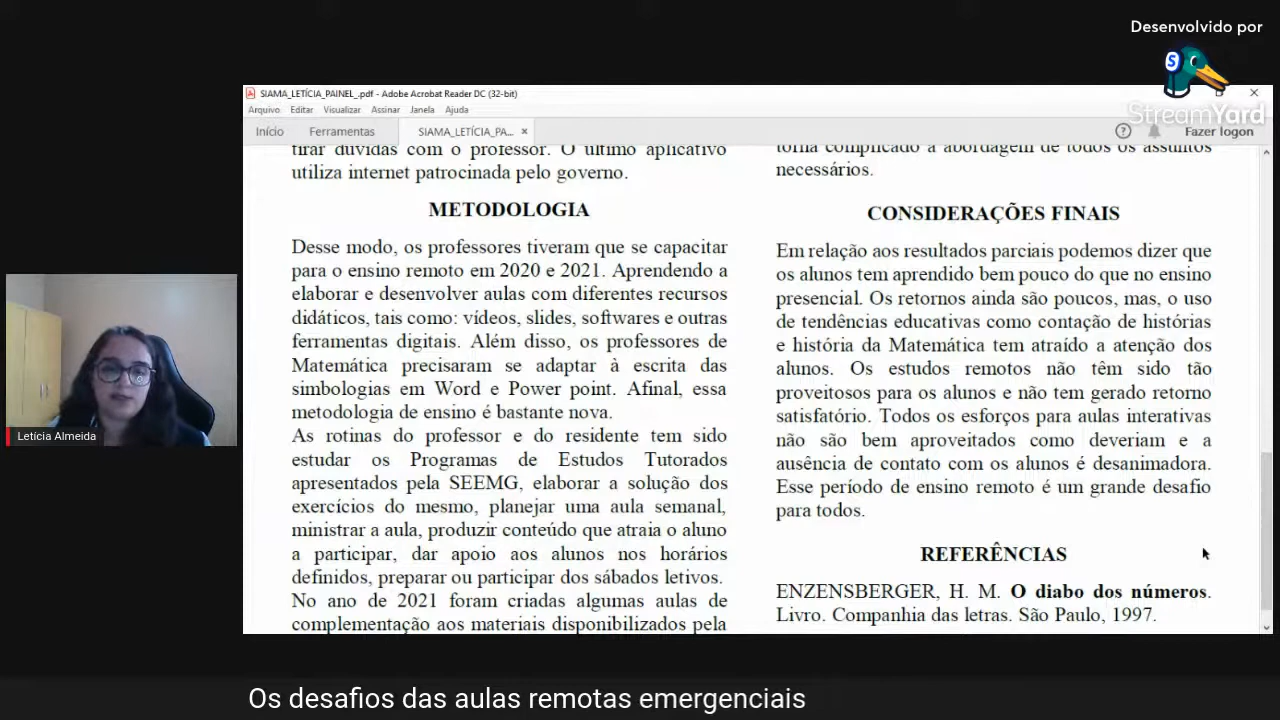 Desenvolvido por
StreamYard
SIAMA_LETÍCIA_PAINEL_.pdf - Adobe Acrobat Reader DC (32-bit)
Arquivo Editar Visualizar Assinar Janela Ajuda
Início Ferramentas SIAMA_LETÍCIA_PA... × Fazer logon
tirar dúvidas com o professor. O último aplicativo
utiliza internet patrocinada pelo governo.
METODOLOGIA
Desse modo, os professores tiveram que se capacitar
para o ensino remoto em 2020 e 2021. Aprendendo a
elaborar e desenvolver aulas com diferentes recursos
didáticos, tais como: vídeos, slides, softwares e outras
ferramentas digitais. Além disso, os professores de
Matemática precisaram se adaptar à escrita das
simbologias em Word e Power point. Afinal, essa
metodologia de ensino é bastante nova.
As rotinas do professor e do residente tem sido
estudar os Programas de Estudos Tutorados
apresentados pela SEEMG, elaborar a solução dos
exercícios do mesmo, planejar uma aula semanal,
ministrar a aula, produzir conteúdo que atraia o aluno
a participar, dar apoio aos alunos nos horários
definidos, preparar ou participar dos sábados letivos.
No ano de 2021 foram criadas algumas aulas de
complementação aos materiais disponibilizados pela
torna complicado a abordagem de todos os assuntos
necessários.
CONSIDERAÇÕES FINAIS
Em relação aos resultados parciais podemos dizer que
os alunos tem aprendido bem pouco do que no ensino
presencial. Os retornos ainda são poucos, mas, o uso
de tendências educativas como contação de histórias
e história da Matemática tem atraído a atenção dos
alunos. Os estudos remotos não têm sido tão
proveitosos para os alunos e não tem gerado retorno
satisfatório. Todos os esforços para aulas interativas
não são bem aproveitados como deveriam e a
ausência de contato com os alunos é desanimadora.
Esse período de ensino remoto é um grande desafio
para todos.
REFERÊNCIAS
ENZENSBERGER, H. M. O diabo dos números.
Livro. Companhia das letras. São Paulo, 1997.
Letícia Almeida
Os desafios das aulas remotas emergenciais